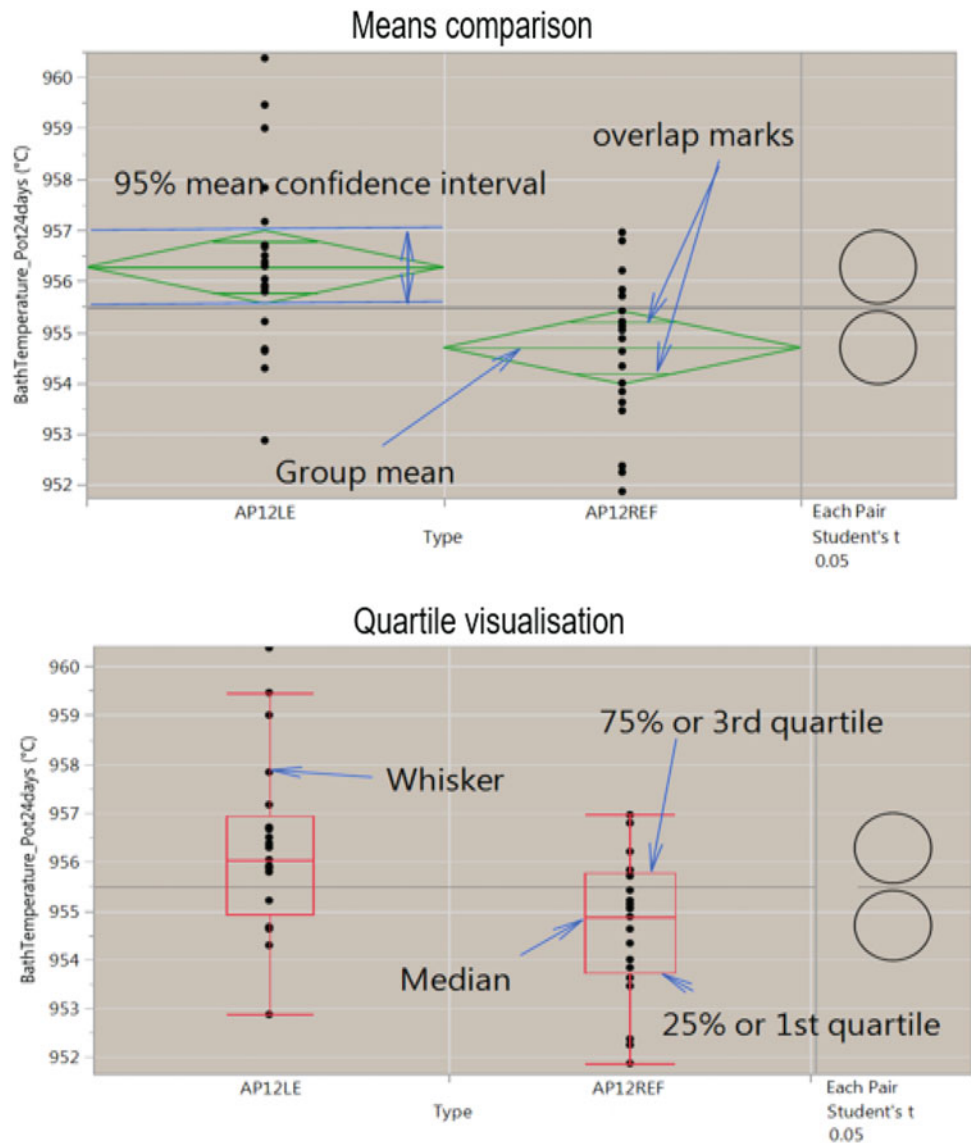 Means comparison
960
959
958
957
956
955
954
953
952
BathTemperature_Pot24days (°C)
95% mean confidence interval
overlap marks
Group mean
AP12LE
AP12REF
Type
Each Pair
Student's t
0.05
Quartile visualisation
960
959
958
957
956
955
954
953
952
BathTemperature_Pot24days (°C)
75% or 3rd quartile
Whisker
Median
25% or 1st quartile
AP12LE
AP12REF
Type
Each Pair
Student's t
0.05